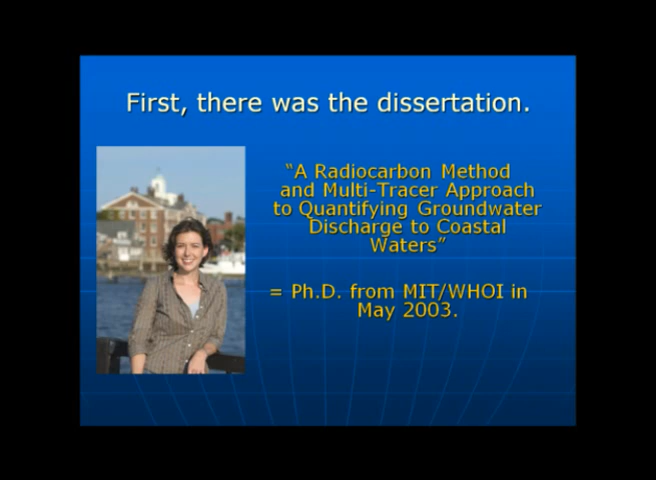 First, there was the dissertation.
“A Radiocarbon Method
and Multi-Tracer Approach
to Quantifying Groundwater
Discharge to Coastal
Waters”
= Ph.D. from MIT/WHOI in
May 2003.